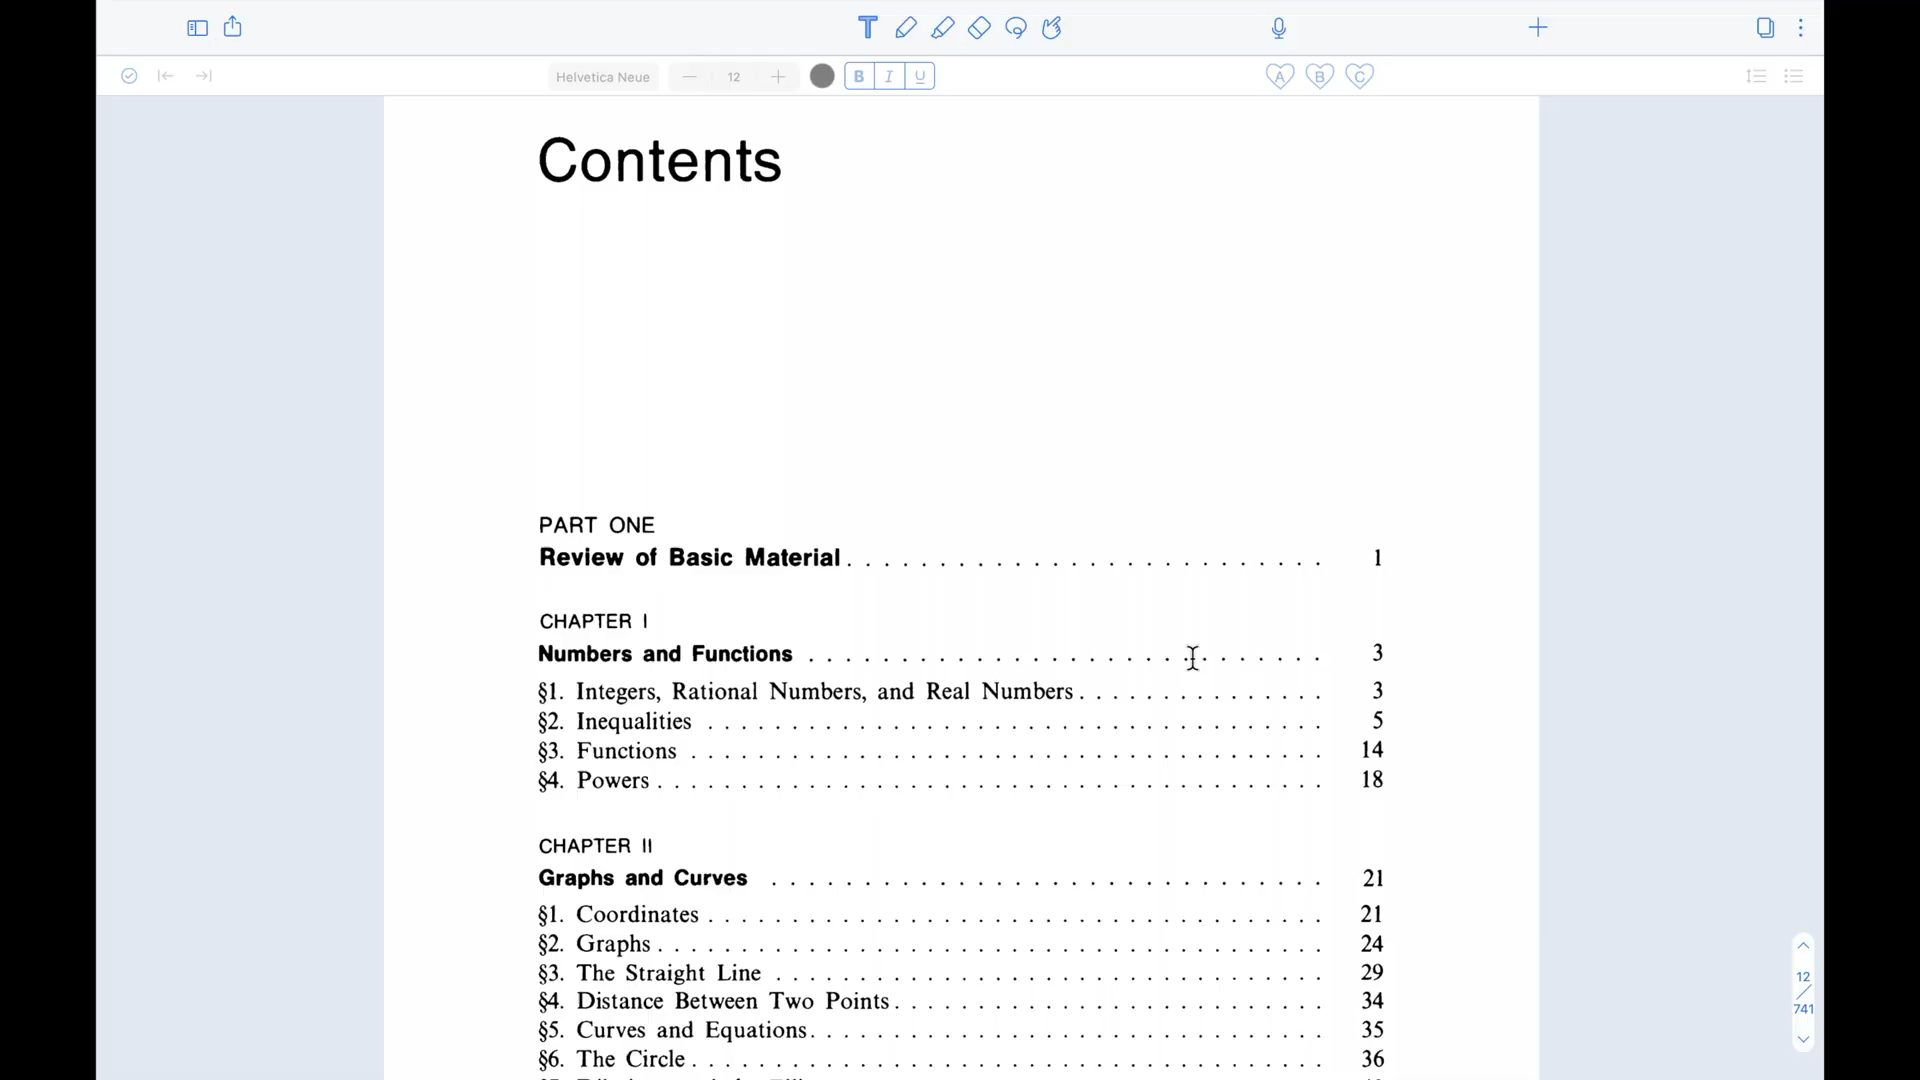 Helvetica Neue
12
B I U
A B C
Contents
PART ONE
Review of Basic Material . . . . . . . . . . . . . . . . . . . . . . . . . . 1
CHAPTER I
Numbers and Functions . . . . . . . . . . . . . . . . . . . . . . . . . . . . 3
§1. Integers, Rational Numbers, and Real Numbers . . . . . . . . . . . . . . 3
§2. Inequalities . . . . . . . . . . . . . . . . . . . . . . . . . . . . . . 5
§3. Functions . . . . . . . . . . . . . . . . . . . . . . . . . . . . . . . 14
§4. Powers . . . . . . . . . . . . . . . . . . . . . . . . . . . . . . . . . 18
CHAPTER II
Graphs and Curves . . . . . . . . . . . . . . . . . . . . . . . . . . . . . 21
§1. Coordinates . . . . . . . . . . . . . . . . . . . . . . . . . . . . . . 21
§2. Graphs . . . . . . . . . . . . . . . . . . . . . . . . . . . . . . . . . 24
§3. The Straight Line . . . . . . . . . . . . . . . . . . . . . . . . . . . 29
§4. Distance Between Two Points . . . . . . . . . . . . . . . . . . . . . . 34
§5. Curves and Equations . . . . . . . . . . . . . . . . . . . . . . . . . . 35
§6. The Circle . . . . . . . . . . . . . . . . . . . . . . . . . . . . . . . 36
12
/
741